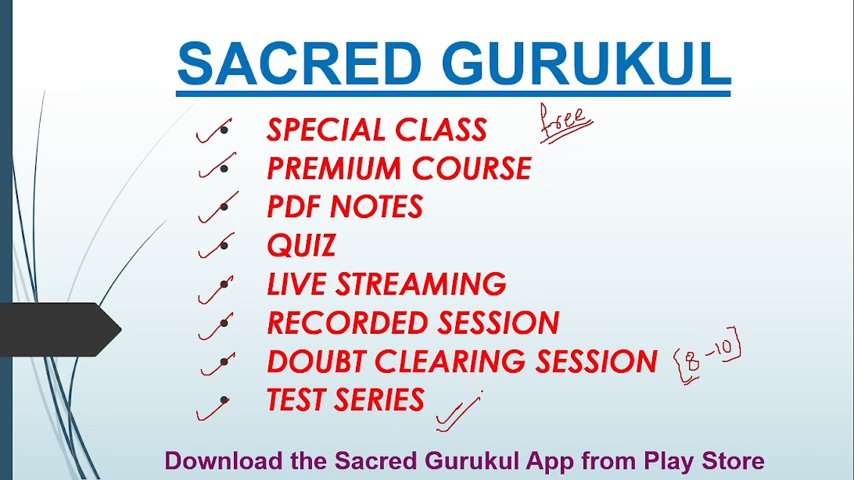 SACRED GURUKUL
SPECIAL CLASS free
PREMIUM COURSE
PDF NOTES
QUIZ
LIVE STREAMING
RECORDED SESSION
DOUBT CLEARING SESSION [8-10]
TEST SERIES
Download the Sacred Gurukul App from Play Store